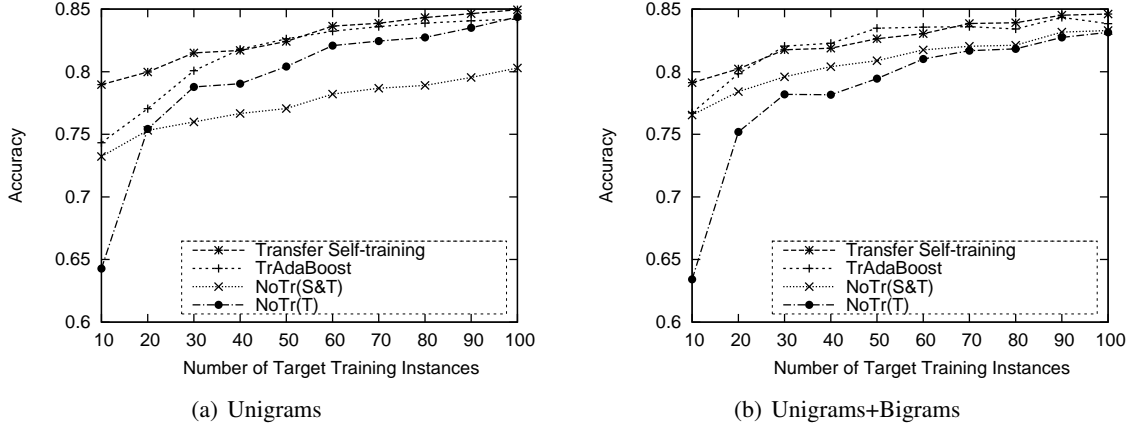 0.85
0.8
0.75
0.7
0.65
0.6
Accuracy
10 20 30 40 50 60 70 80 90 100
Number of Target Training Instances
Transfer Self-training
TrAdaBoost
NoTr(S&T)
NoTr(T)
(a) Unigrams
0.85
0.8
0.75
0.7
0.65
0.6
Accuracy
10 20 30 40 50 60 70 80 90 100
Number of Target Training Instances
Transfer Self-training
TrAdaBoost
NoTr(S&T)
NoTr(T)
(b) Unigrams+Bigrams